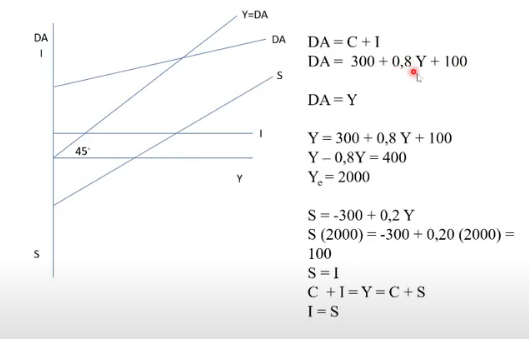 Y=DA
DA
I
DA
S
I
45°
Y
S
DA = C + I
DA = 300 + 0,8 Y + 100
DA = Y
Y = 300 + 0,8 Y + 100
Y – 0,8Y = 400
Yₑ = 2000
S = -300 + 0,2 Y
S (2000) = -300 + 0,20 (2000) =
100
S = I
C + I = Y = C + S
I = S